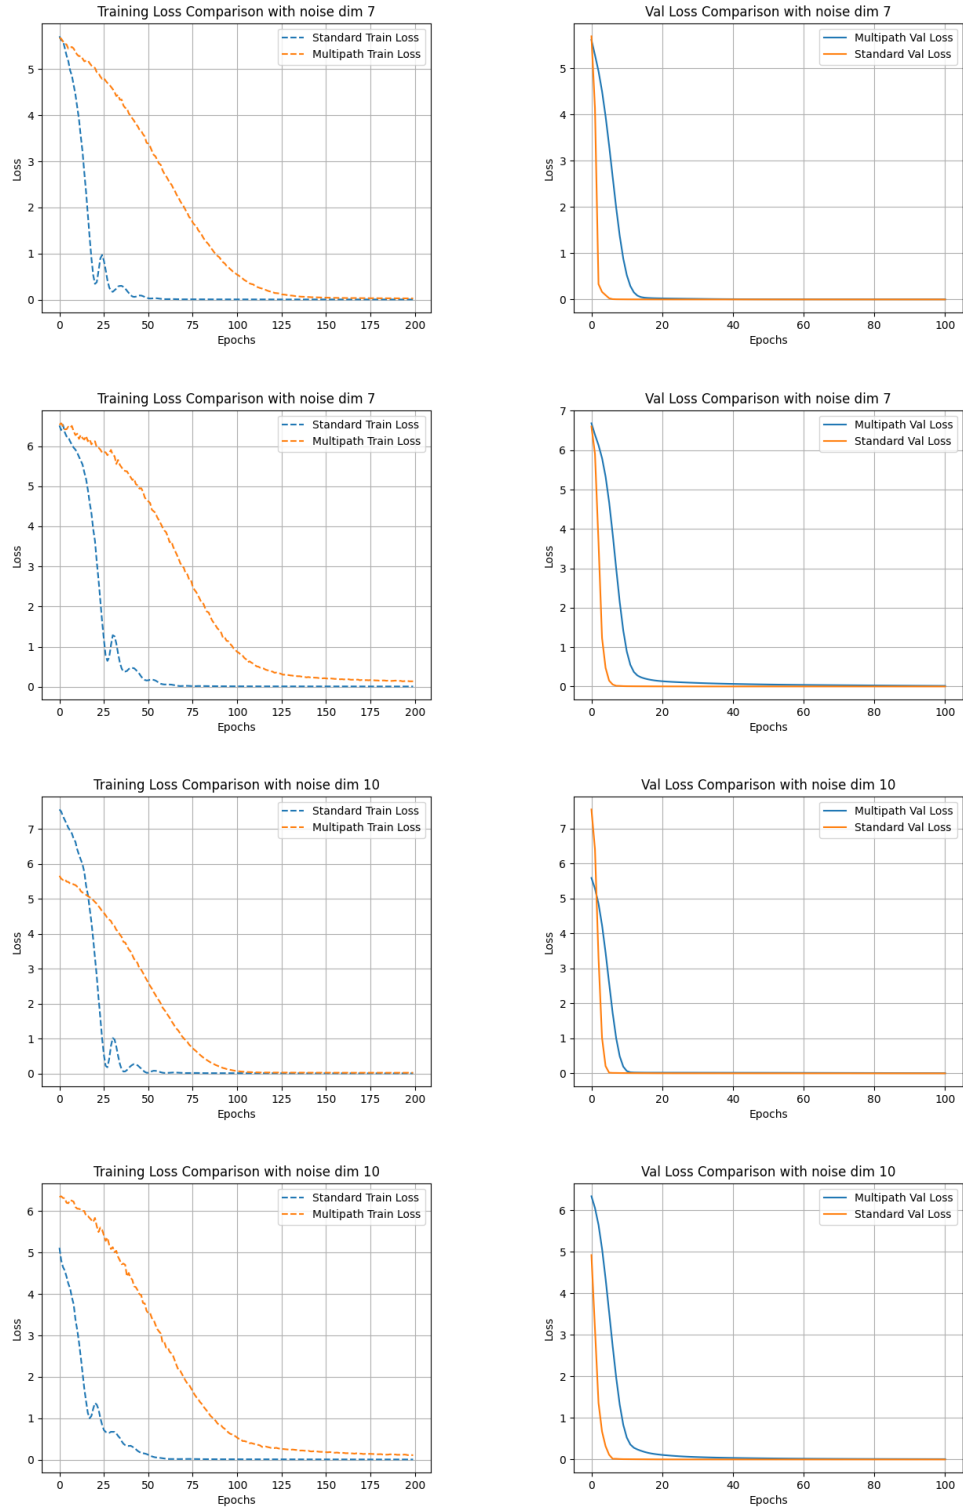 Training Loss Comparison with noise dim 7
Standard Train Loss
Multipath Train Loss
Loss
5
4
3
2
1
0
0 25 50 75 100 125 150 175 200
Epochs
Val Loss Comparison with noise dim 7
Multipath Val Loss
Standard Val Loss
Loss
5
4
3
2
1
0
0 20 40 60 80 100
Epochs
Training Loss Comparison with noise dim 7
Standard Train Loss
Multipath Train Loss
Loss
6
5
4
3
2
1
0
0 25 50 75 100 125 150 175 200
Epochs
Val Loss Comparison with noise dim 7
Multipath Val Loss
Standard Val Loss
Loss
7
6
5
4
3
2
1
0
0 20 40 60 80 100
Epochs
Training Loss Comparison with noise dim 10
Standard Train Loss
Multipath Train Loss
Loss
7
6
5
4
3
2
1
0
0 25 50 75 100 125 150 175 200
Epochs
Val Loss Comparison with noise dim 10
Multipath Val Loss
Standard Val Loss
Loss
7
6
5
4
3
2
1
0
0 20 40 60 80 100
Epochs
Training Loss Comparison with noise dim 10
Standard Train Loss
Multipath Train Loss
Loss
6
5
4
3
2
1
0
0 25 50 75 100 125 150 175 200
Epochs
Val Loss Comparison with noise dim 10
Multipath Val Loss
Standard Val Loss
Loss
6
5
4
3
2
1
0
0 20 40 60 80 100
Epochs